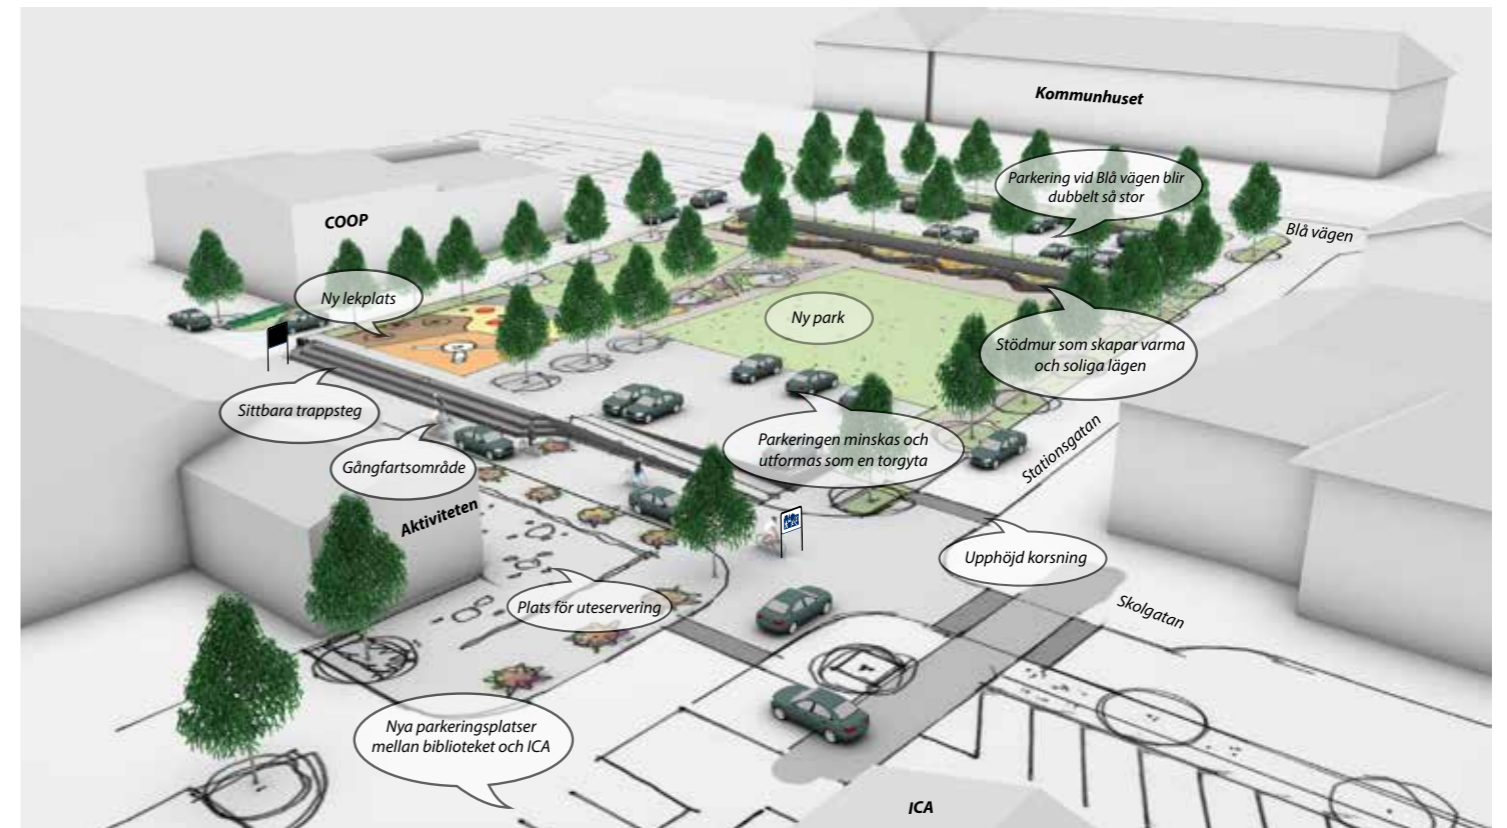 Kommunhuset
Parkering vid Blå vägen blir
dubbelt så stor
COOP
Blå vägen
Ny lekplats
Ny park
Stödmur som skapar varma
och soliga lägen
Sittbara trappsteg
Parkeringen minskas och
utformas som en torgyta
Stationsgatan
Gångfartsområde
Aktiviteten
Upphöjd korsning
Plats för uteservering
Skolgatan
Nya parkeringsplatser
mellan biblioteket och ICA
ICA